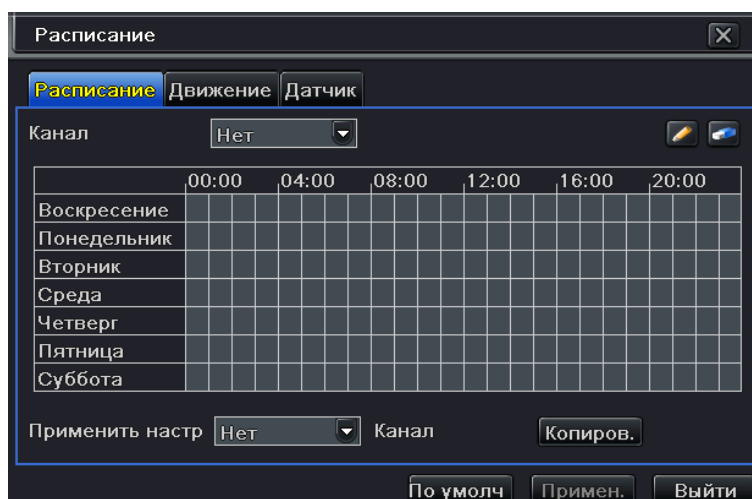 Расписание
Расписание Движение Датчик
Канал Нет
00:00 04:00 08:00 12:00 16:00 20:00
Воскресение
Понедельник
Вторник
Среда
Четверг
Пятница
Суббота
Применить настр Нет Канал Копиров.
По умолч Примен. Выйти